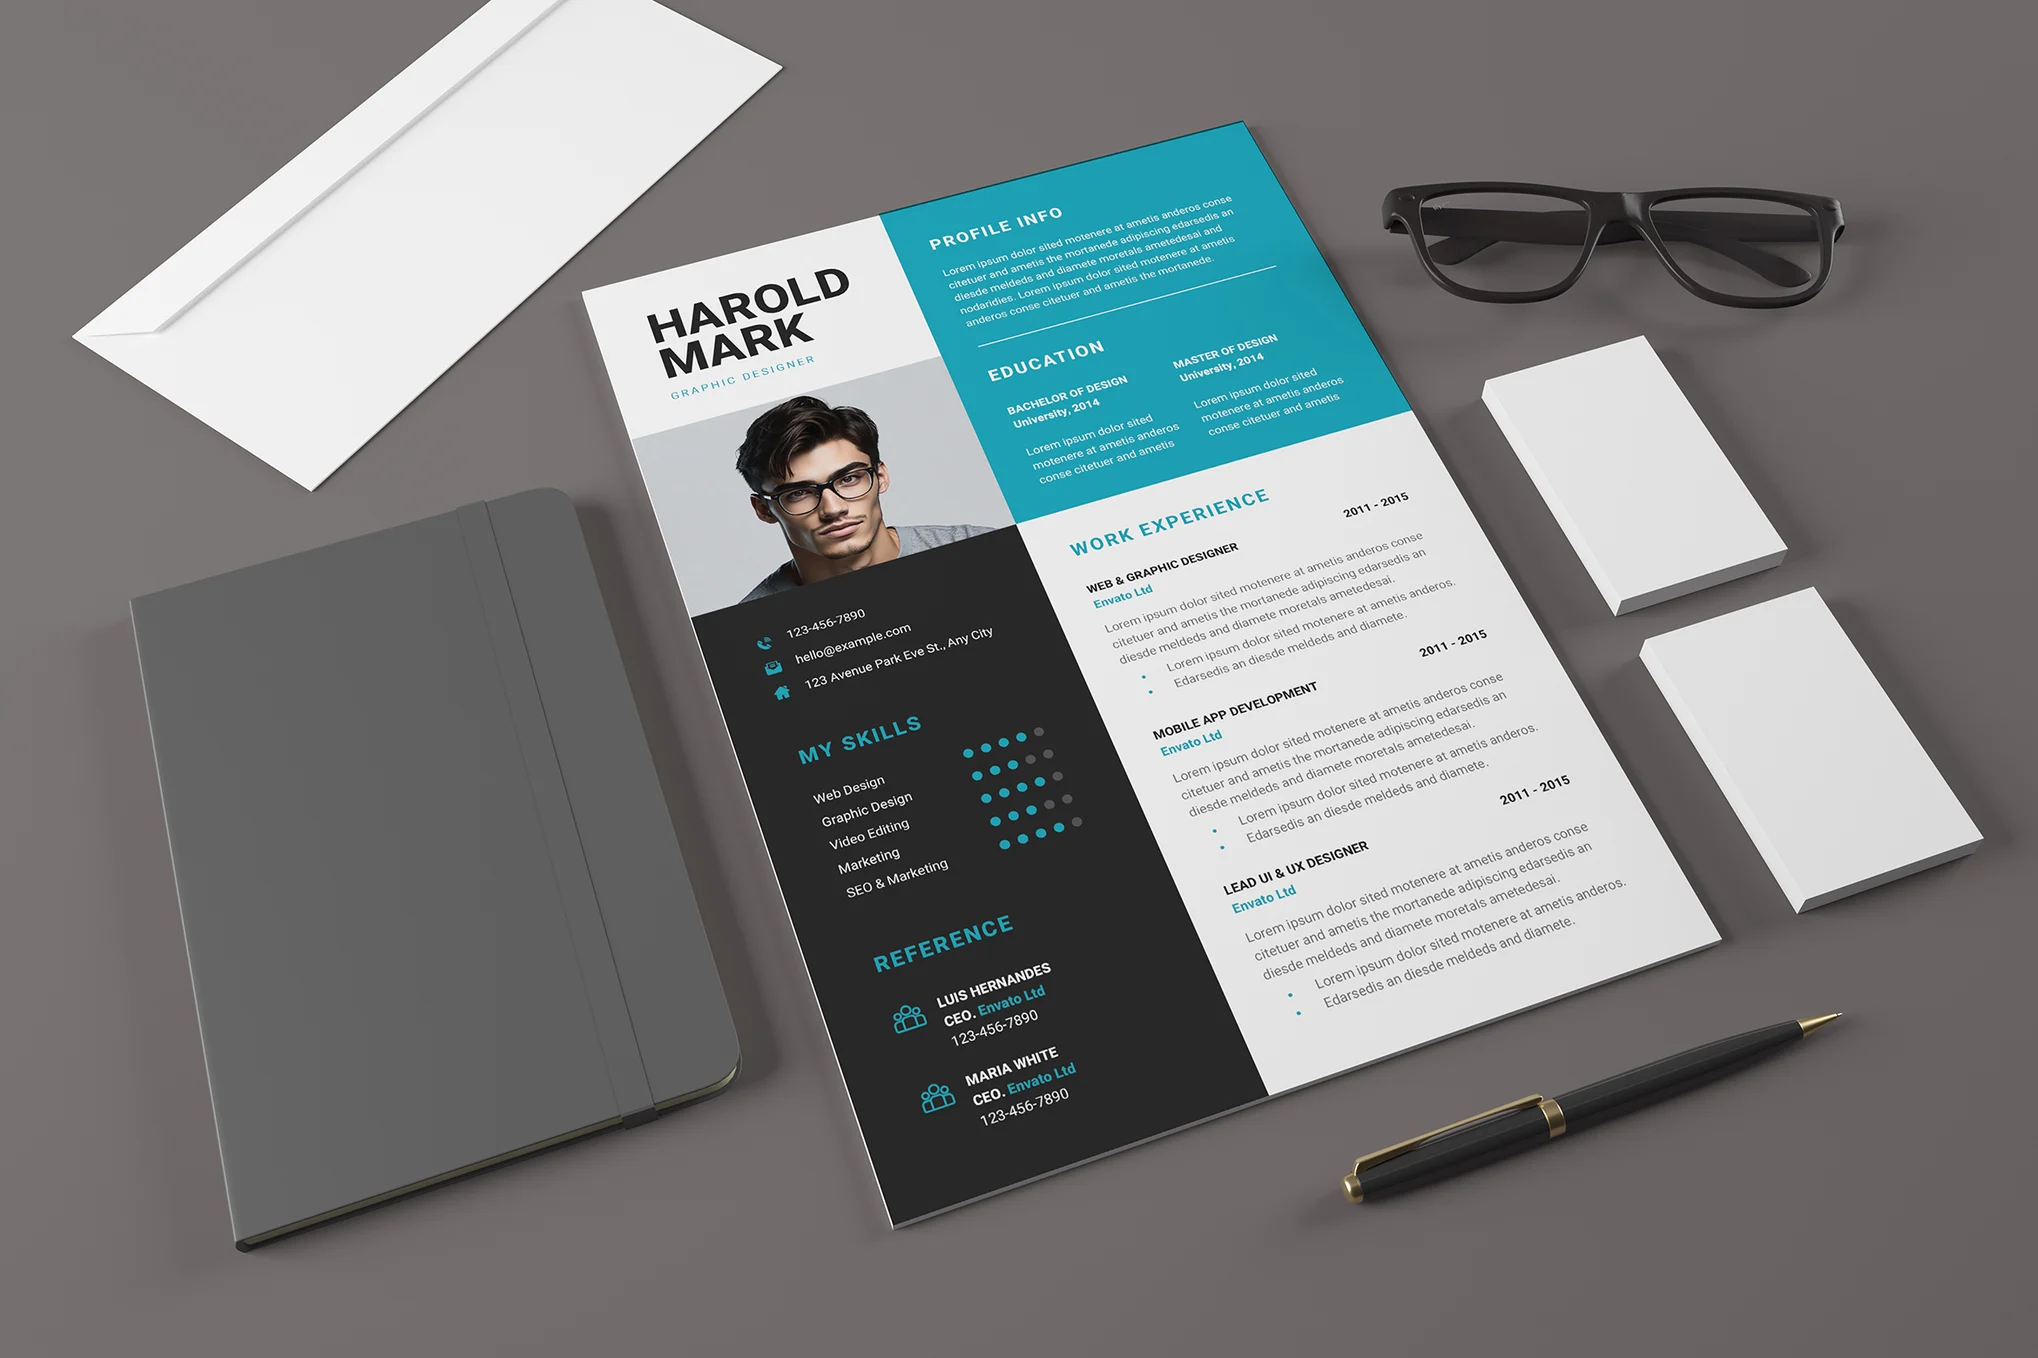 HAROLD
MARK
GRAPHIC DESIGNER
123-456-7890
hello@example.com
123 Avenue Park Eve St., Any City
MY SKILLS
Web Design
Graphic Design
Video Editing
Marketing
SEO & Marketing
REFERENCE
LUIS HERNANDES
CEO. Envato Ltd
123-456-7890
MARIA WHITE
CEO. Envato Ltd
123-456-7890
PROFILE INFO
Lorem ipsum dolor sited motenere at ametis anderos conse
citetuer and ametis the mortanede adipiscing edarsedis an
diesde meldeds and diamete moretals ametedesai and
nodaridies. Lorem ipsum dolor sited motenere at ametis
anderos conse citetuer and ametis the mortanede.
EDUCATION
BACHELOR OF DESIGN
University, 2014
Lorem ipsum dolor sited
motenere at ametis anderos
conse citetuer and ametis
MASTER OF DESIGN
University, 2014
Lorem ipsum dolor sited
motenere at ametis anderos
conse citetuer and ametis
WORK EXPERIENCE
2011 - 2015
WEB & GRAPHIC DESIGNER
Envato Ltd
Lorem ipsum dolor sited motenere at ametis anderos conse
citetuer and ametis the mortanede adipiscing edarsedis an
diesde meldeds and diamete moretals ametedesai.
• Lorem ipsum dolor sited motenere at ametis anderos.
• Edarsedis an diesde meldeds and diamete.
2011 - 2015
MOBILE APP DEVELOPMENT
Envato Ltd
Lorem ipsum dolor sited motenere at ametis anderos conse
citetuer and ametis the mortanede adipiscing edarsedis an
diesde meldeds and diamete moretals ametedesai.
• Lorem ipsum dolor sited motenere at ametis anderos.
• Edarsedis an diesde meldeds and diamete.
2011 - 2015
LEAD UI & UX DESIGNER
Envato Ltd
Lorem ipsum dolor sited motenere at ametis anderos conse
citetuer and ametis the mortanede adipiscing edarsedis an
diesde meldeds and diamete moretals ametedesai.
• Lorem ipsum dolor sited motenere at ametis anderos.
• Edarsedis an diesde meldeds and diamete.